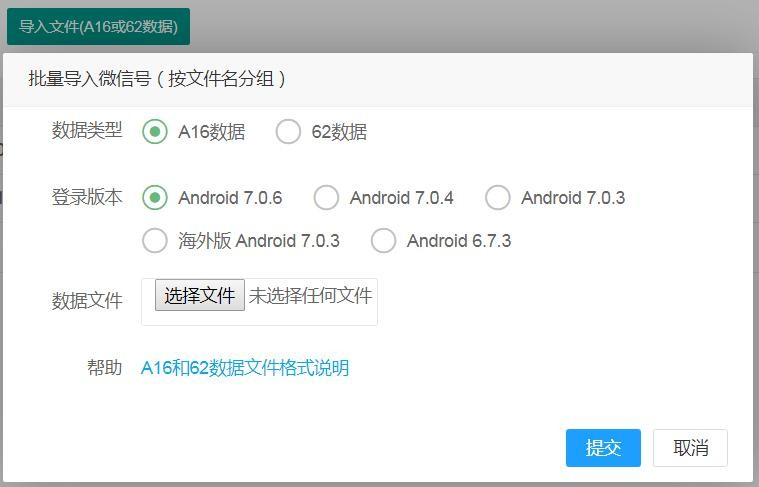 导入文件(A16或62数据)
批量导入微信号（按文件名分组）
数据类型 A16数据 62数据
登录版本 Android 7.0.6 Android 7.0.4 Android 7.0.3
海外版 Android 7.0.3 Android 6.7.3
数据文件 选择文件 未选择任何文件
帮助 A16和62数据文件格式说明
提交 取消